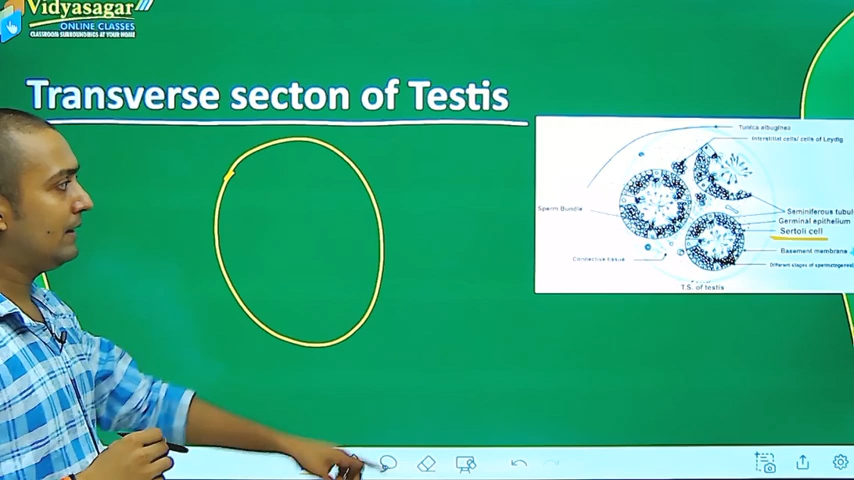 Vidyasagar
ONLINE CLASSES
CLASSROOM SURROUNDINGS AT YOUR HOME
Transverse secton of Testis
Tunica albuginea
Interstitial cells/ cells of Leydig
Sperm Bundle
Seminiferous tubul
Germinal epithelium
Sertoli cell
Basement membrane
Connective tissue
Different stages of spermatogenesi
T.S. of testis